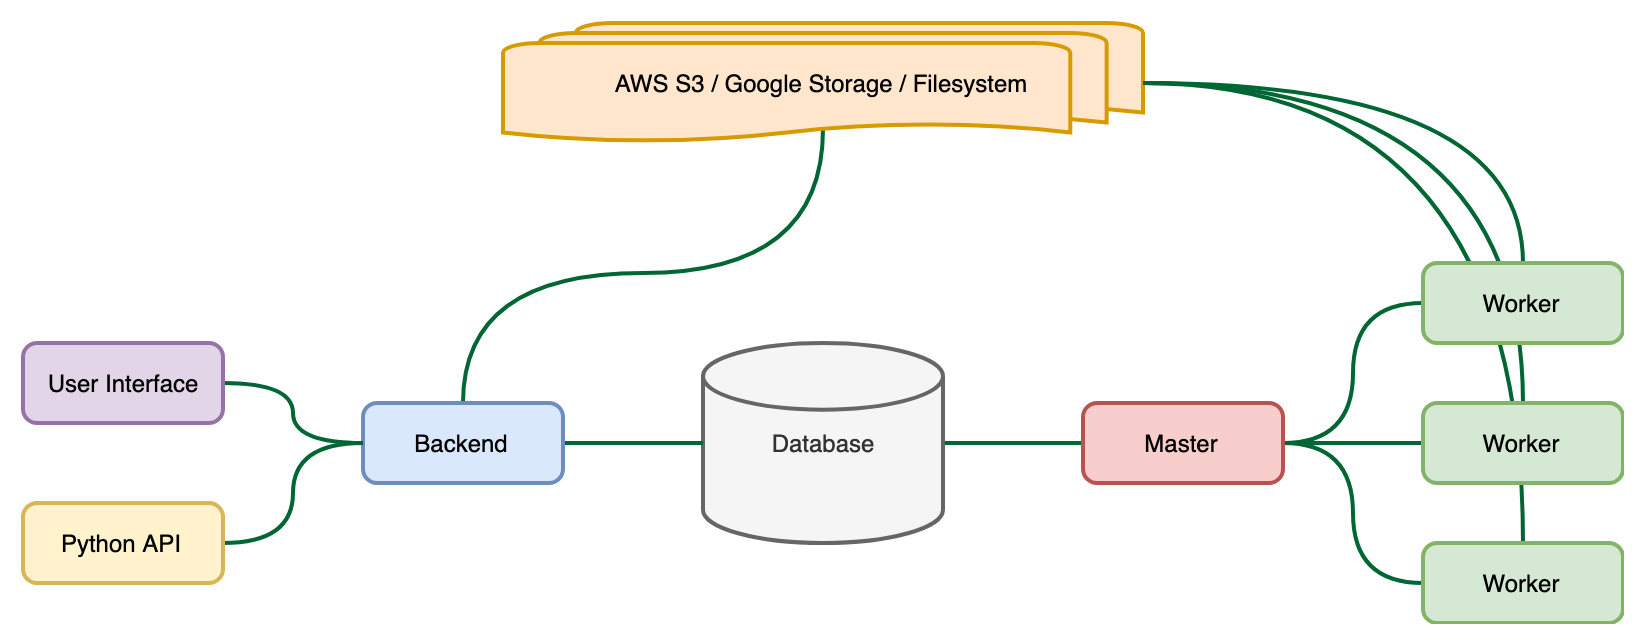 AWS S3 / Google Storage / Filesystem
User Interface
Python API
Backend
Database
Master
Worker
Worker
Worker